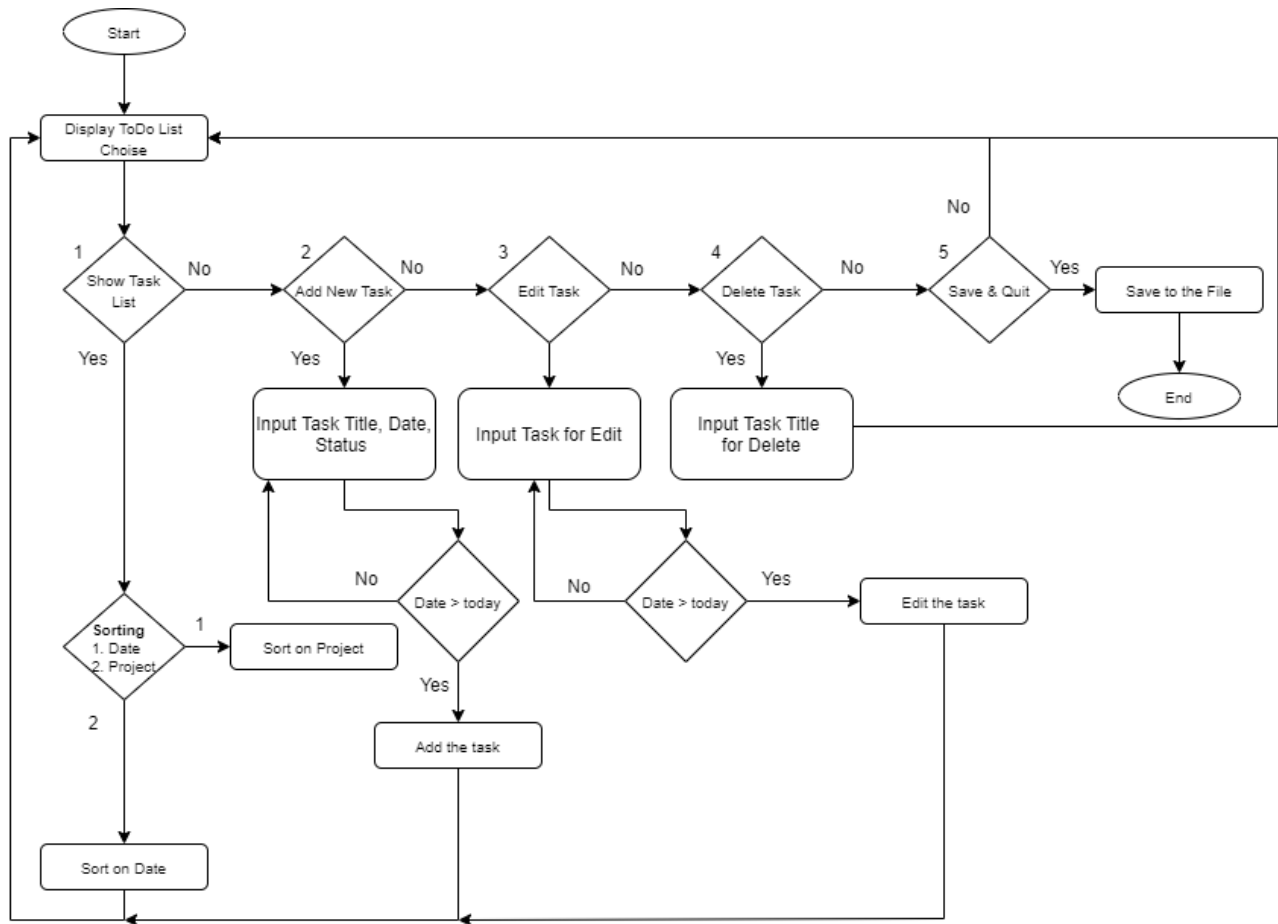 Start
Display ToDo List
Choise
1
Show Task
List
No
2
Add New Task
No
3
Edit Task
No
4
Delete Task
No
5
Save & Quit
No
Yes
Save to the File
End
Yes
Yes
Yes
Input Task Title, Date,
Status
Input Task for Edit
Input Task Title
for Delete
No
Date > today
No
Date > today
Yes
Edit the task
Sorting
1. Date
2. Project
1
Sort on Project
Yes
2
Add the task
Sort on Date